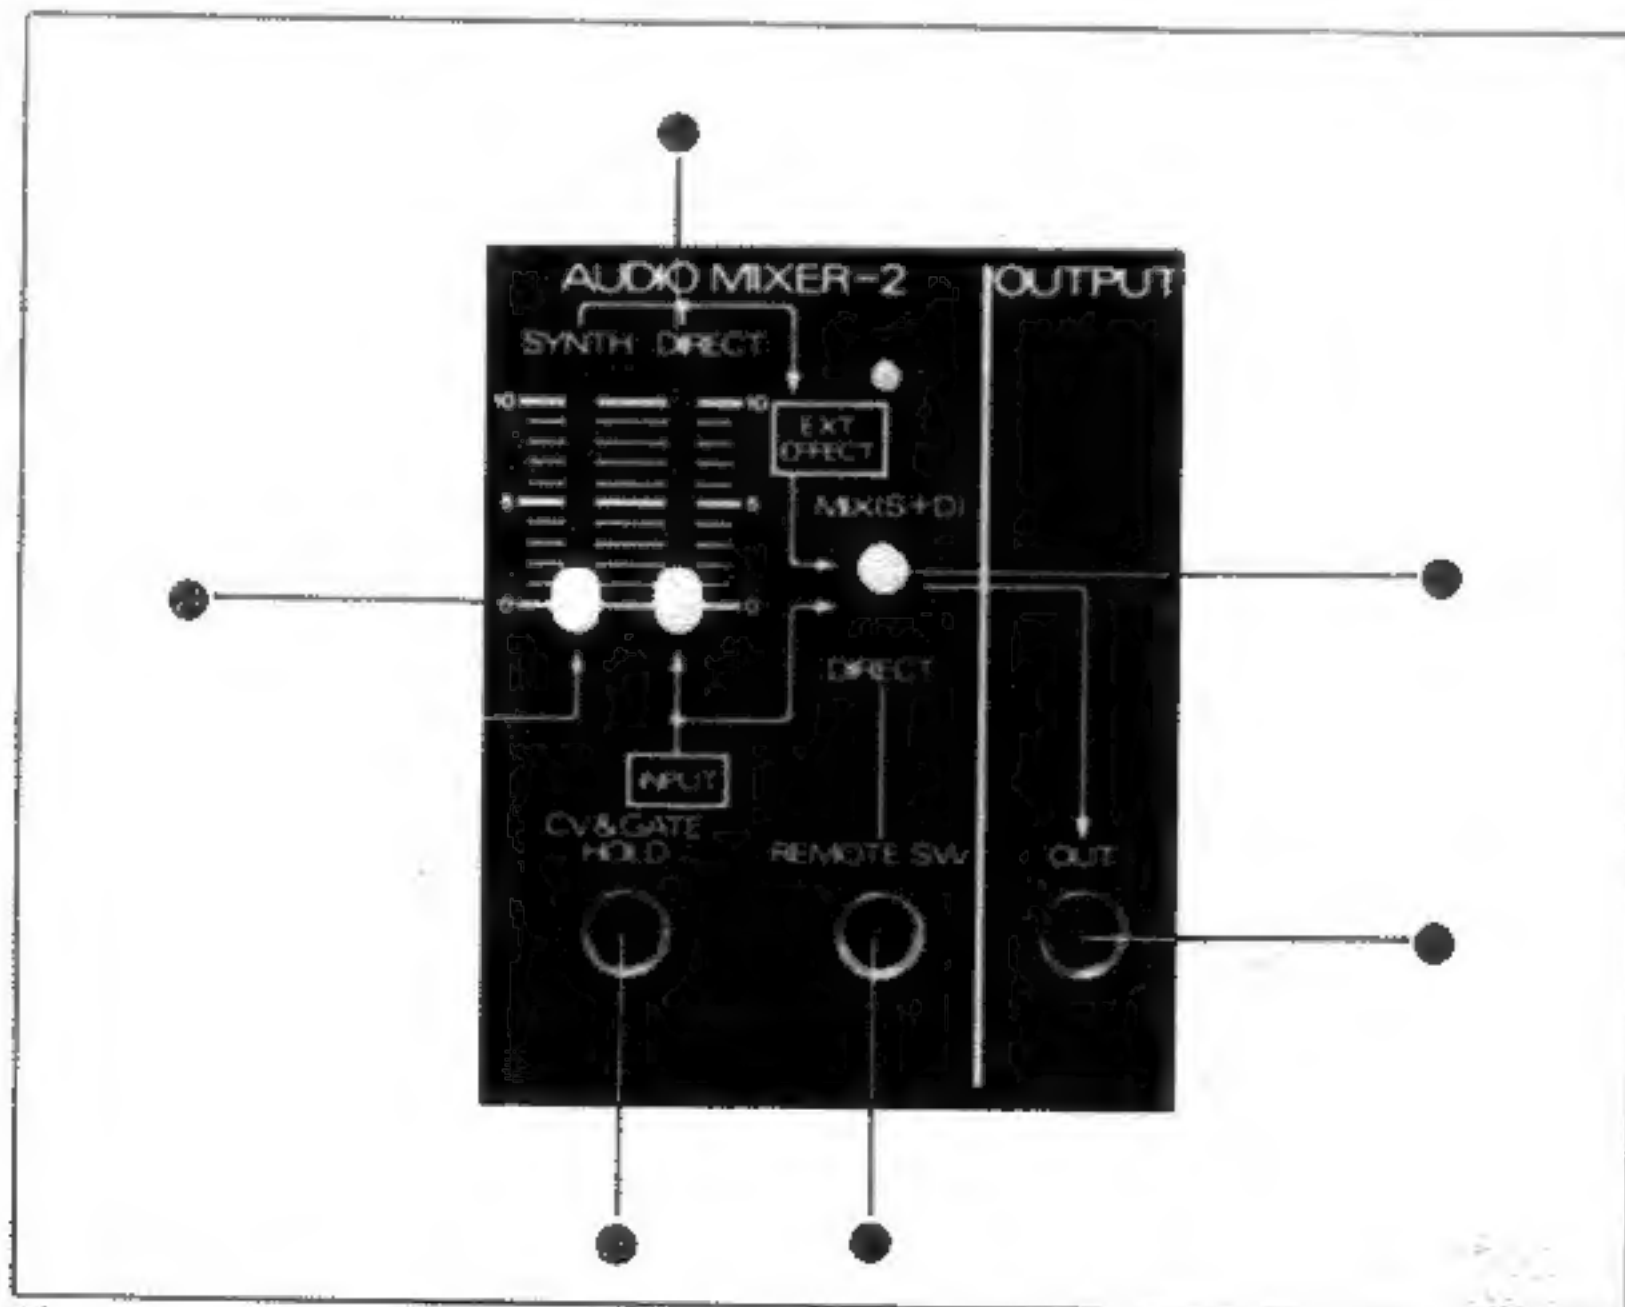 AUDIO MIXER-2
OUTPUT
SYNTH DIRECT
10 10
EXT
EFFECT
5 5
MIX(S+D)
0 0
DIRECT
INPUT
CV & GATE
HOLD
REMOTE SW
OUT